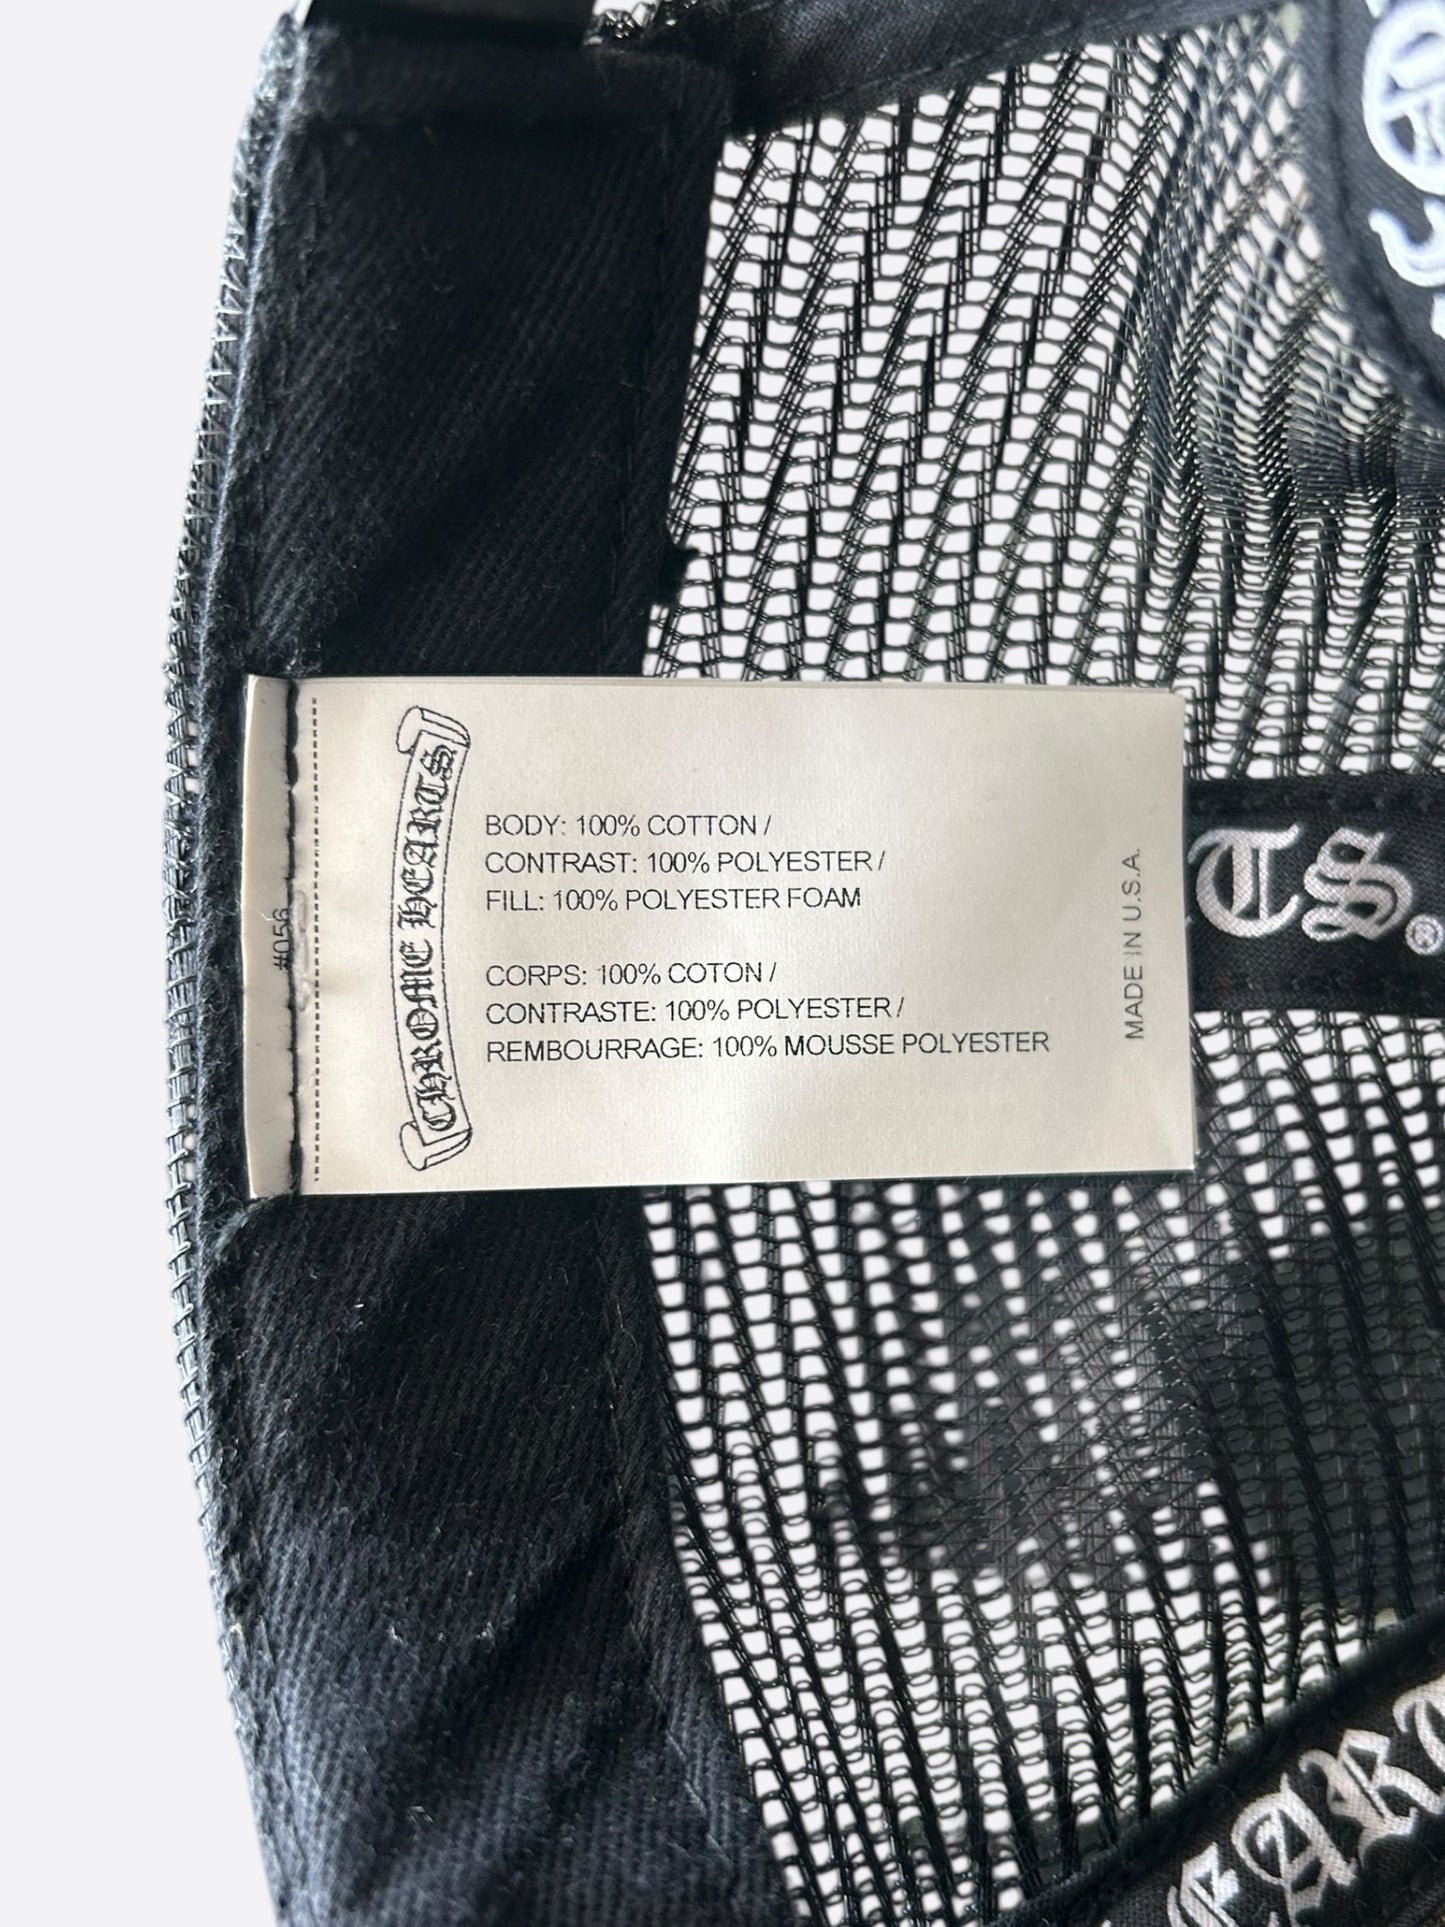 CHROME HEARTS
BODY: 100% COTTON /
CONTRAST: 100% POLYESTER /
FILL: 100% POLYESTER FOAM
CORPS: 100% COTON /
CONTRASTE: 100% POLYESTER /
REMBOURRAGE: 100% MOUSSE POLYESTER
MADE IN U.S.A.
#056
TS®
EAR